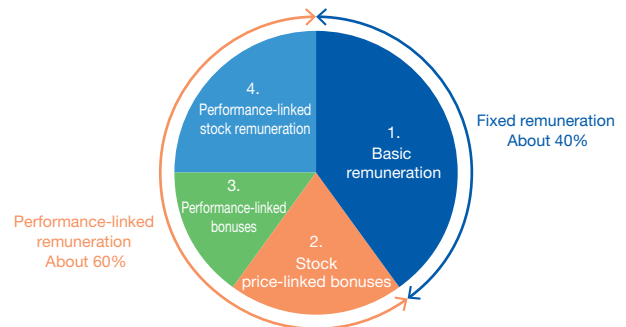 4.
Performance-linked
stock remuneration
1.
Basic
remuneration
Fixed remuneration
About 40%
3.
Performance-linked
bonuses
2.
Stock
price-linked bonuses
Performance-linked
remuneration
About 60%